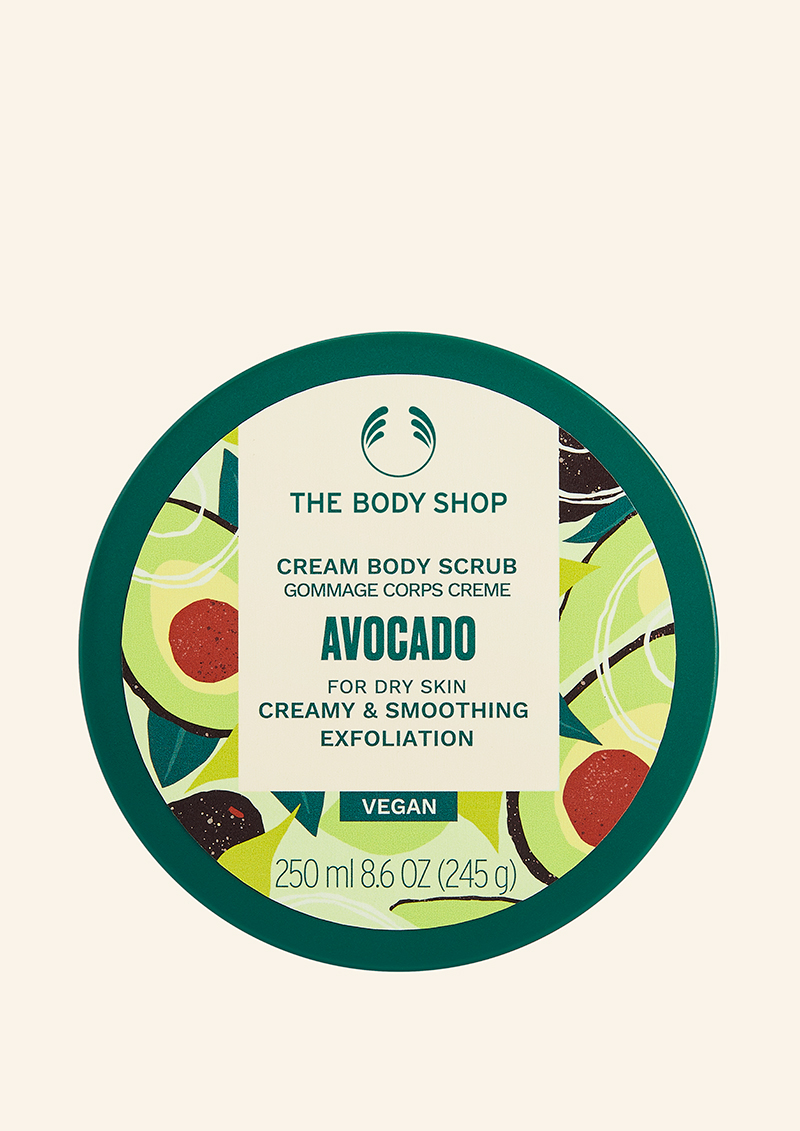 THE BODY SHOP
CREAM BODY SCRUB
GOMMAGE CORPS CREME
AVOCADO
FOR DRY SKIN
CREAMY & SMOOTHING
EXFOLIATION
VEGAN
250 ml 8.6 OZ (245 g)